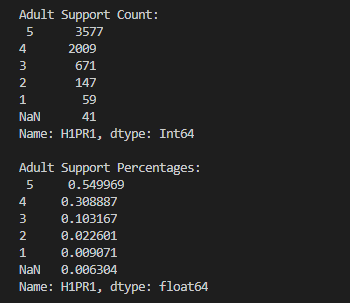 Adult Support Count:
5 3577
4 2009
3 671
2 147
1 59
NaN 41
Name: H1PR1, dtype: Int64
Adult Support Percentages:
5 0.549969
4 0.308887
3 0.103167
2 0.022601
1 0.009071
NaN 0.006304
Name: H1PR1, dtype: float64